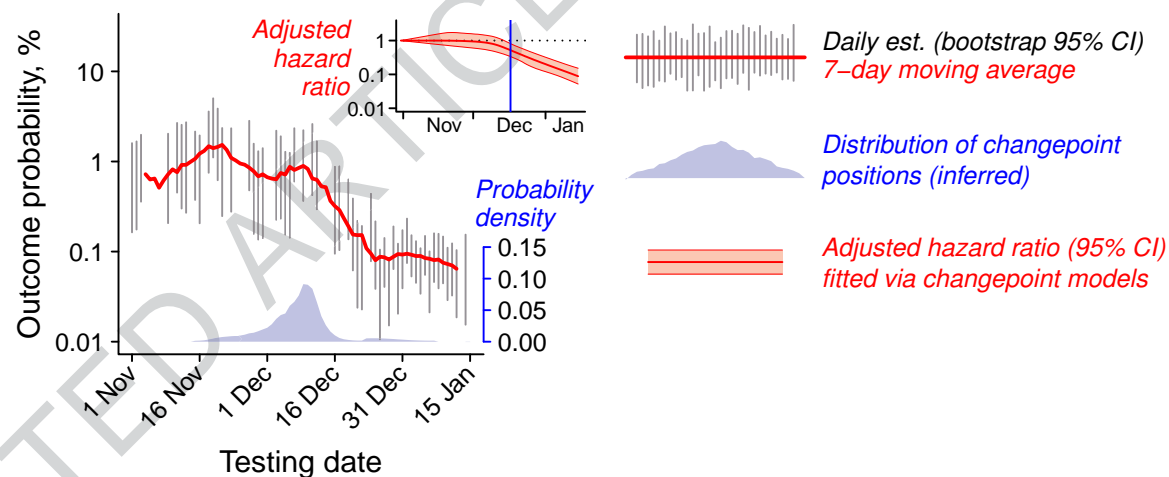 Outcome probability, %
10
1
0.1
0.01
1 Nov
16 Nov
1 Dec
16 Dec
31 Dec
15 Jan
Testing date
Adjusted
hazard
ratio
1
0.1
0.01
Nov
Dec
Jan
Probability
density
0.15
0.10
0.05
0.00
Daily est. (bootstrap 95% CI)
7−day moving average
Distribution of changepoint
positions (inferred)
Adjusted hazard ratio (95% CI)
fitted via changepoint models
TED ARTICLE